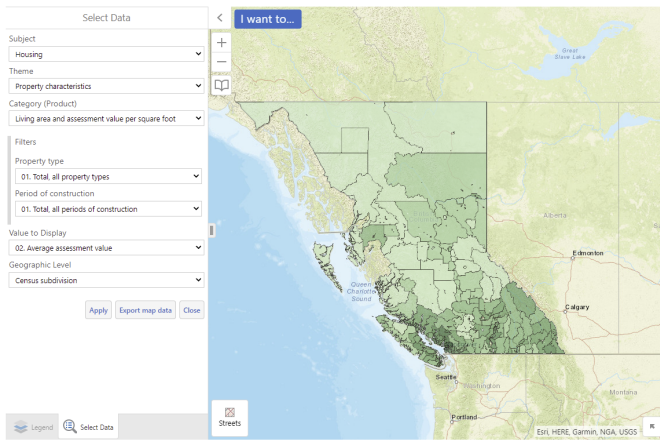 Select Data
Subject
Housing
Theme
Property characteristics
Category (Product)
Living area and assessment value per square foot
Filters
Property type
01. Total, all property types
Period of construction
01. Total, all periods of construction
Value to Display
02. Average assessment value
Geographic Level
Census subdivision
Apply
Export map data
Close
Legend
Select Data
I want to...
Great
Slave Lake
Alberta
Edmonton
Queen
Charlotte
Sound
Calgary
Seattle
Washington
Montana
Portland
Streets
Esri, HERE, Garmin, NGA, USGS